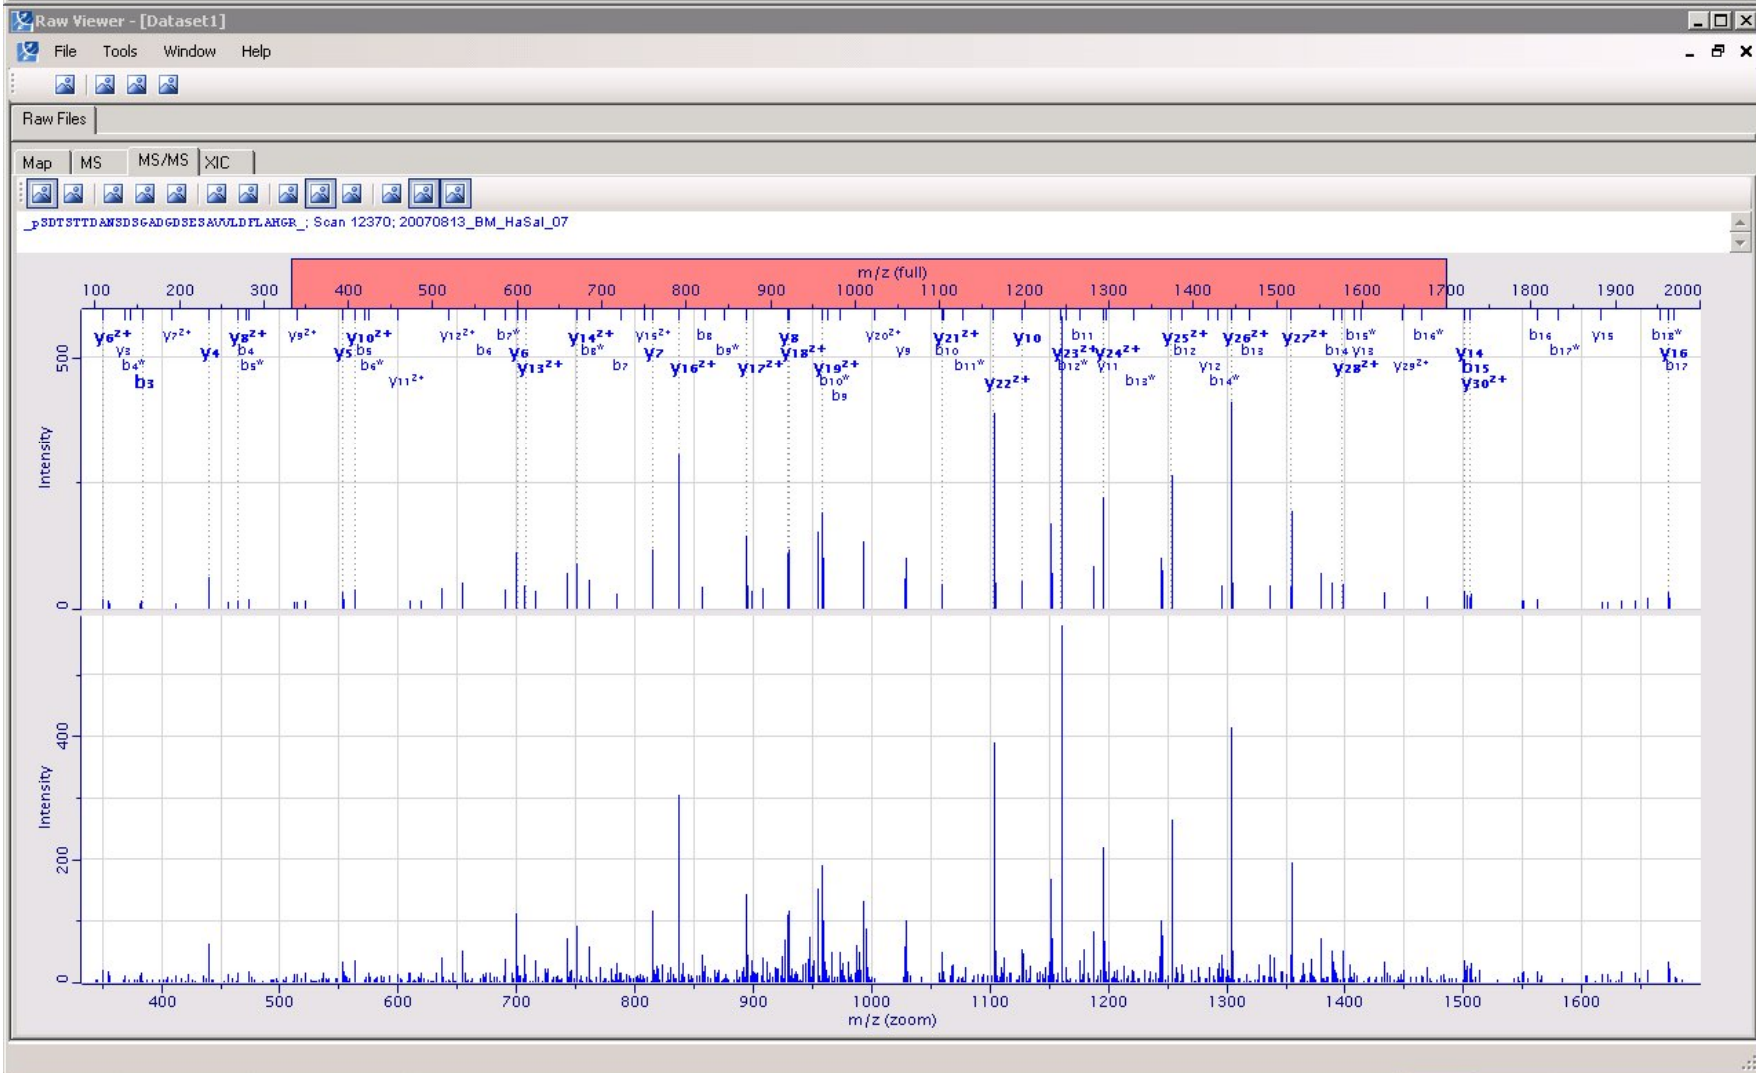 Raw Viewer - [Dataset1]
File Tools Window Help
Raw Files
Map MS MS/MS XIC
_pSDTSTTDANSDSGADGDSESAVVLDFLAHGR_; Scan 12370; 20070813_BM_HaSal_07
m/z (full)
100 200 300 400 500 600 700 800 900 1000 1100 1200 1300 1400 1500 1600 1700 1800 1900 2000
y6²⁺ y7²⁺ y8²⁺ y9²⁺ y10²⁺ y12²⁺ b7* y14²⁺ y15²⁺ b8 y8 y20²⁺ y21²⁺ y10 b11 y25²⁺ y26²⁺ y27²⁺ b15* b16* b16 y15 b18*
y3 b4 y5 b5 b6 y6 b8* y7 b9* y18²⁺ y9 b10 y23²⁺ y24²⁺ b12 b13 b14 y13 y14 b17* y16
b4* b5* b6* y13²⁺ b7 y16²⁺ y17²⁺ y19²⁺ b11* b12* y11 y12 y28²⁺ y29²⁺ b15 b17
y4
b3 y11²⁺ b10* y22²⁺ b13* b14* y30²⁺
b9
500
0
Intensity
400
200
0
Intensity
400 500 600 700 800 900 1000 1100 1200 1300 1400 1500 1600
m/z (zoom)